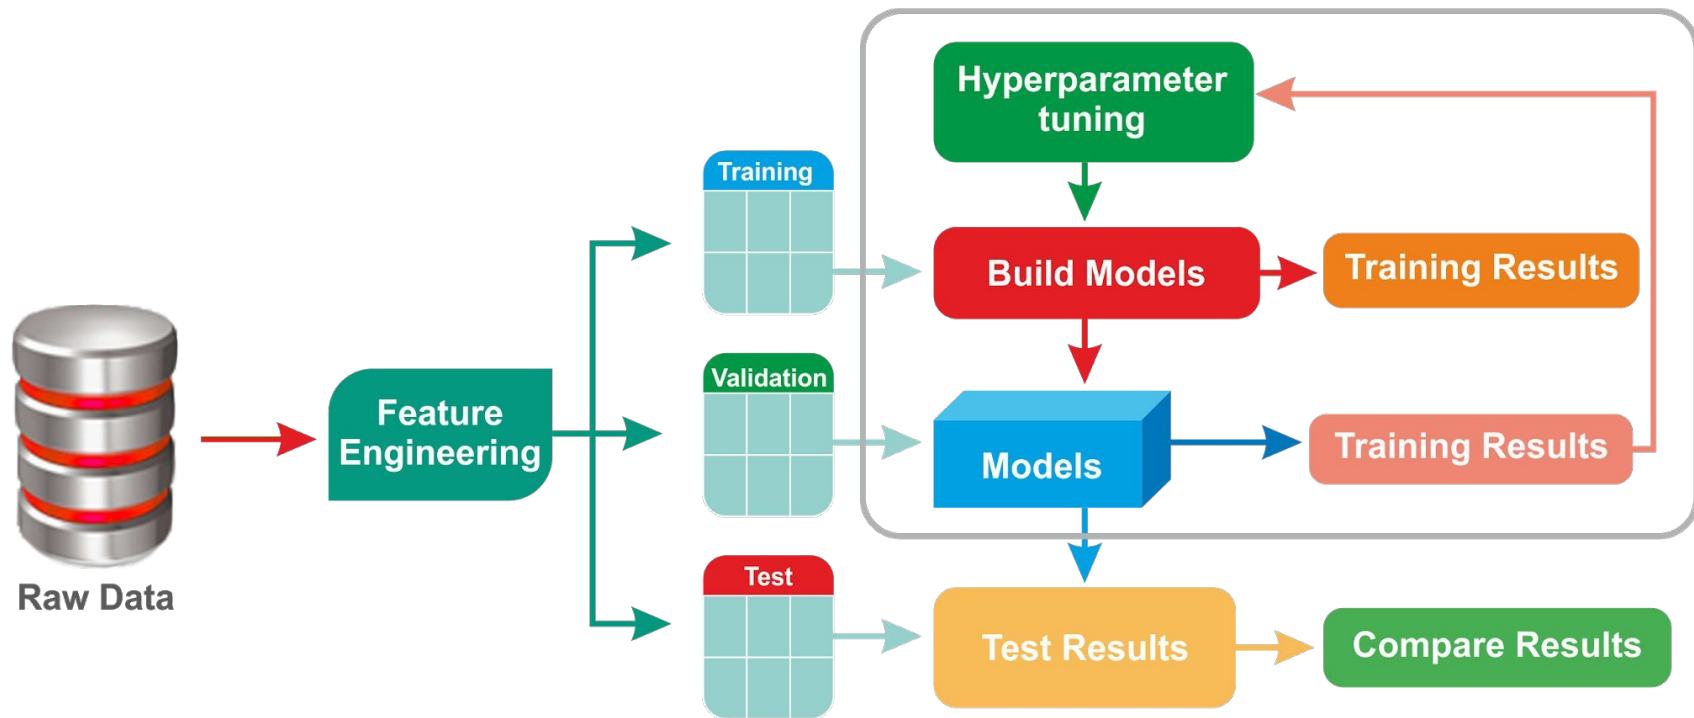 Raw Data
Feature
Engineering
Training
Validation
Test
Hyperparameter
tuning
Build Models
Training Results
Models
Training Results
Test Results
Compare Results